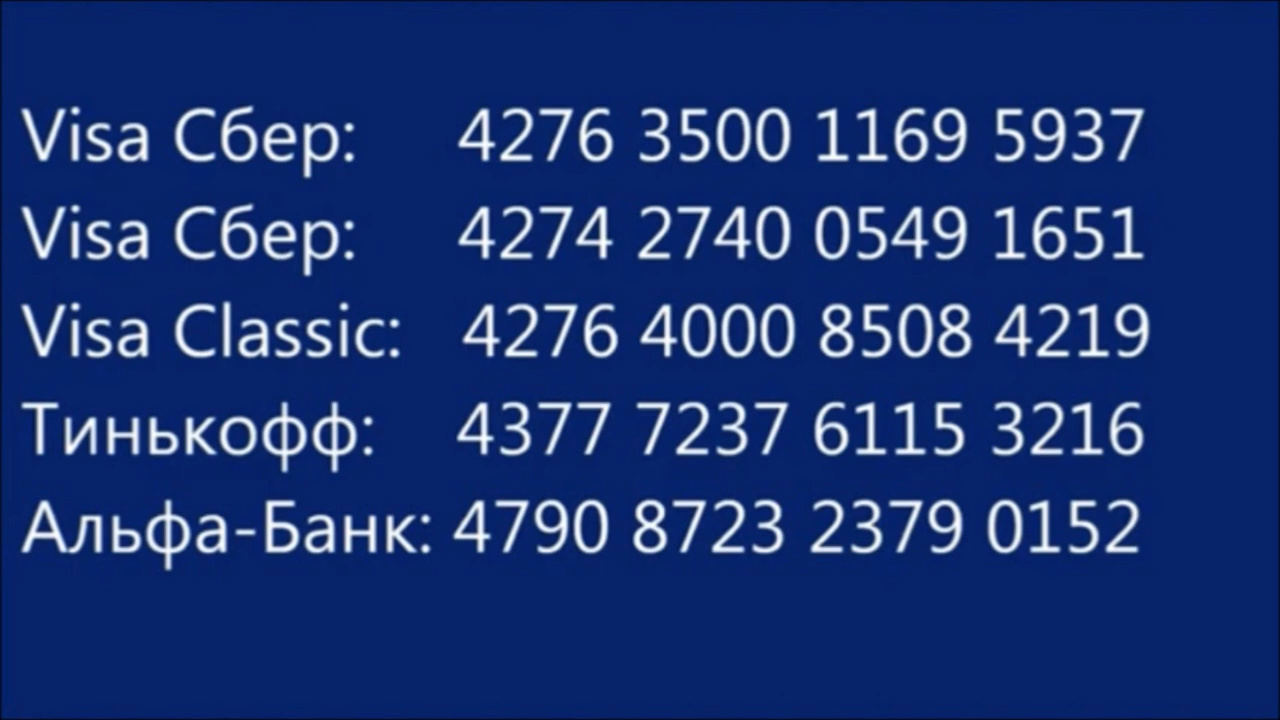 Visa Сбер: 4276 3500 1169 5937
Visa Сбер: 4274 2740 0549 1651
Visa Classic: 4276 4000 8508 4219
Тинькофф: 4377 7237 6115 3216
Альфа-Банк: 4790 8723 2379 0152